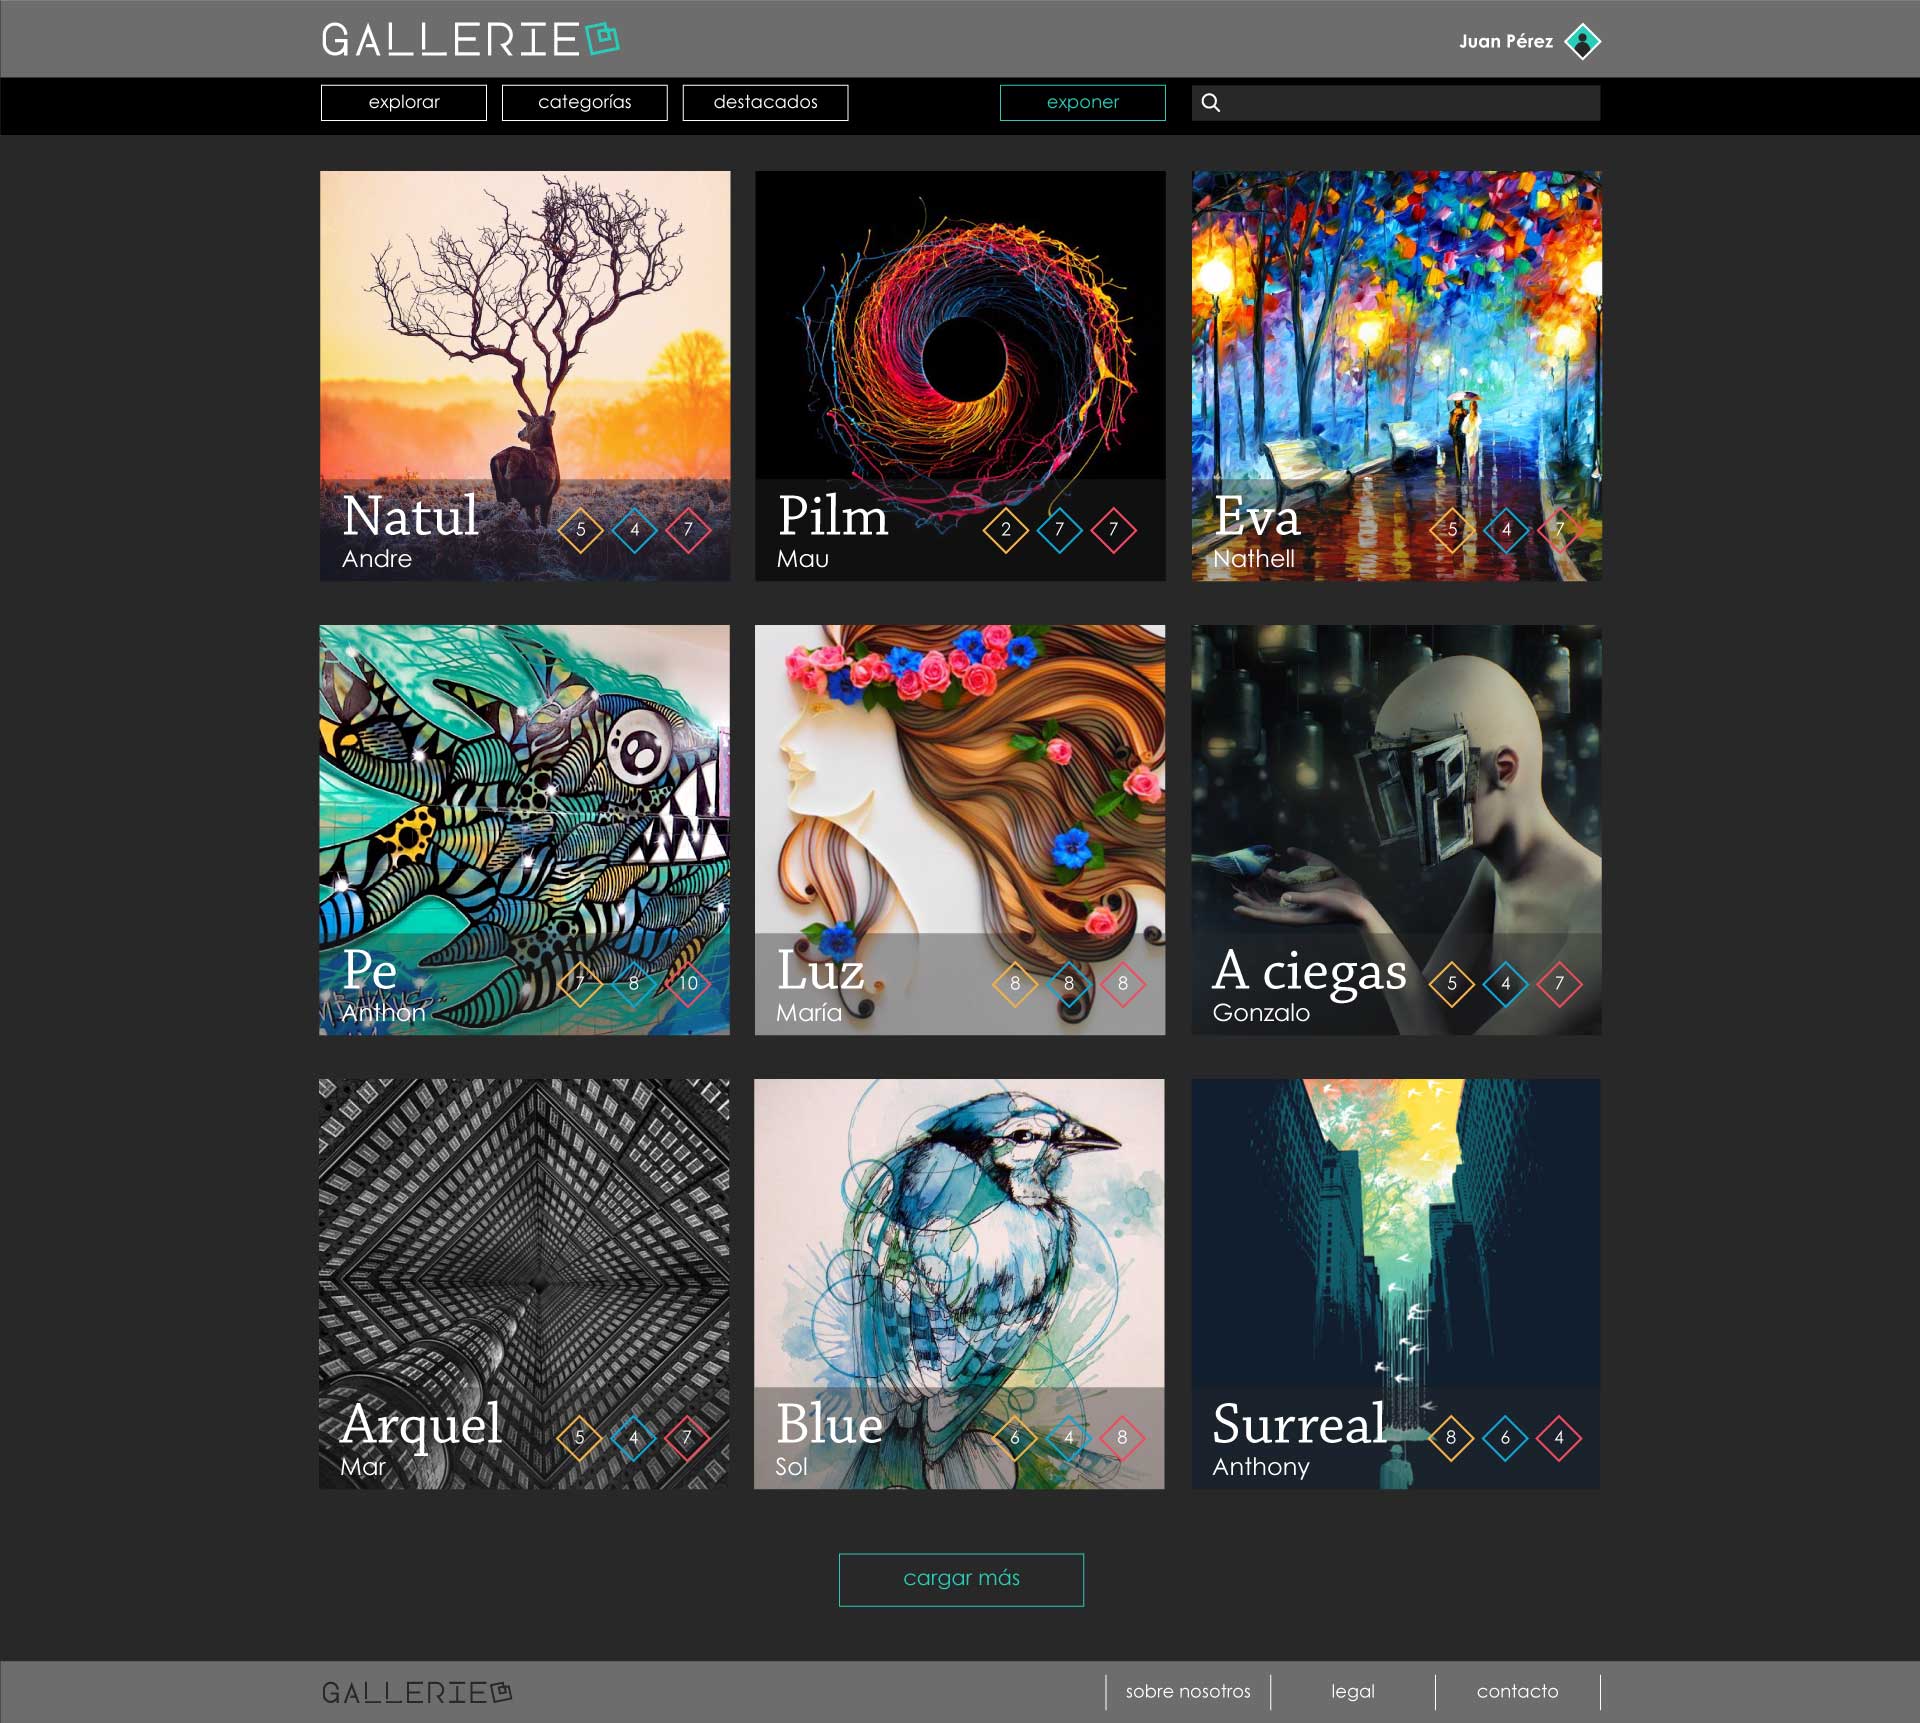 GALLERIE
Juan Pérez
explorar
categorías
destacados
exponer
Natul
Andre
5 4 7
Pilm
Mau
2 7 7
Eva
Nathell
5 4 7
Pe
Anthon
7 8 10
Luz
María
8 8 8
A ciegas
Gonzalo
5 4 7
Arquel
Mar
5 4 7
Blue
Sol
6 4 8
Surreal
Anthony
8 6 4
cargar más
GALLERIE
sobre nosotros
legal
contacto